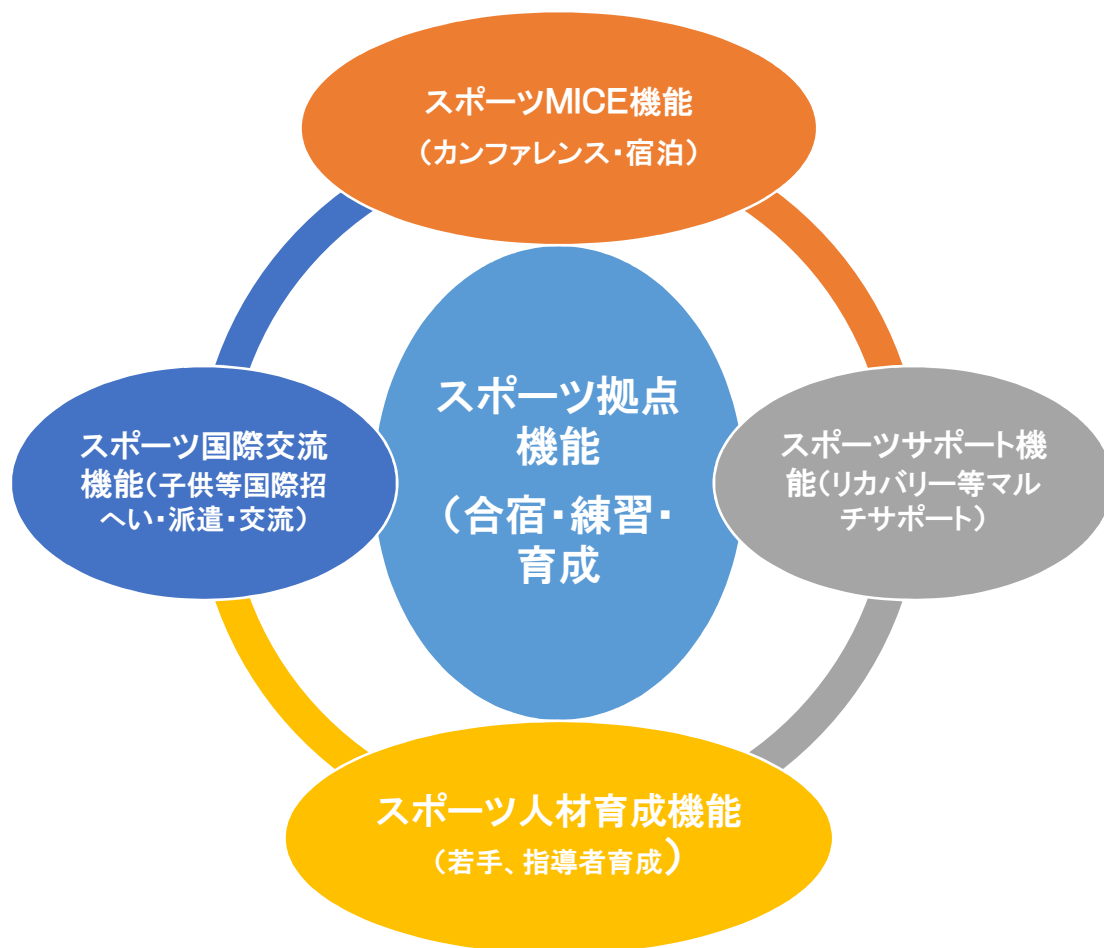 スポーツMICE機能
（カンファレンス・宿泊）
スポーツ拠点
機能
（合宿・練習・
育成
スポーツ国際交流
機能（子供等国際招
へい・派遣・交流）
スポーツサポート機
能（リカバリー等マル
チサポート）
スポーツ人材育成機能
（若手、指導者育成）